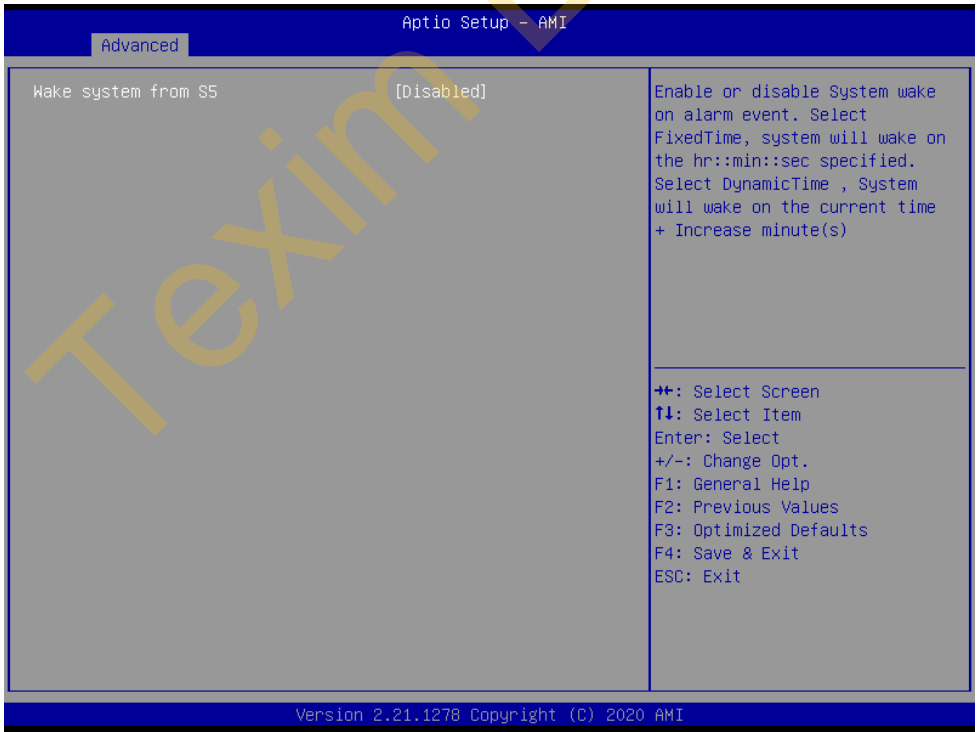 Aptio Setup – AMI
Advanced
Wake system from S5 [Disabled]
Enable or disable System wake
on alarm event. Select
FixedTime, system will wake on
the hr::min::sec specified.
Select DynamicTime , System
will wake on the current time
+ Increase minute(s)
→←: Select Screen
↑↓: Select Item
Enter: Select
+/-: Change Opt.
F1: General Help
F2: Previous Values
F3: Optimized Defaults
F4: Save & Exit
ESC: Exit
Version 2.21.1278 Copyright (C) 2020 AMI
Texim